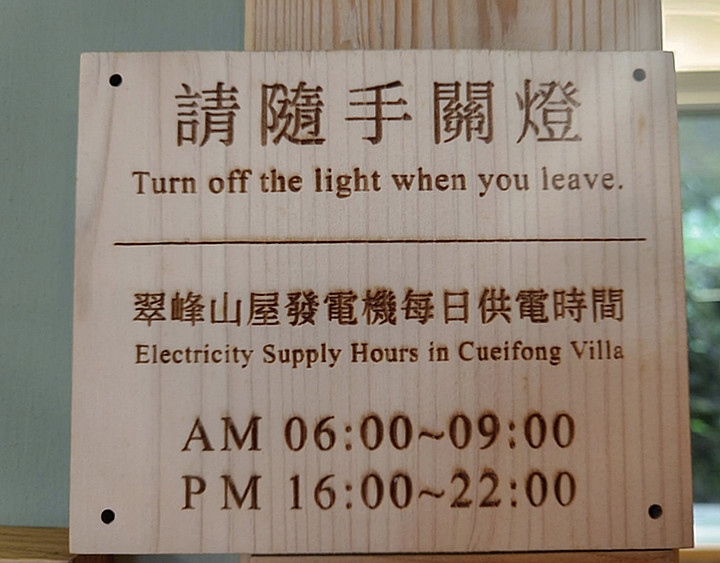 請隨手關燈
Turn off the light when you leave.
翠峰山屋發電機每日供電時間
Electricity Supply Hours in Cueifong Villa
AM 06:00~09:00
PM 16:00~22:00